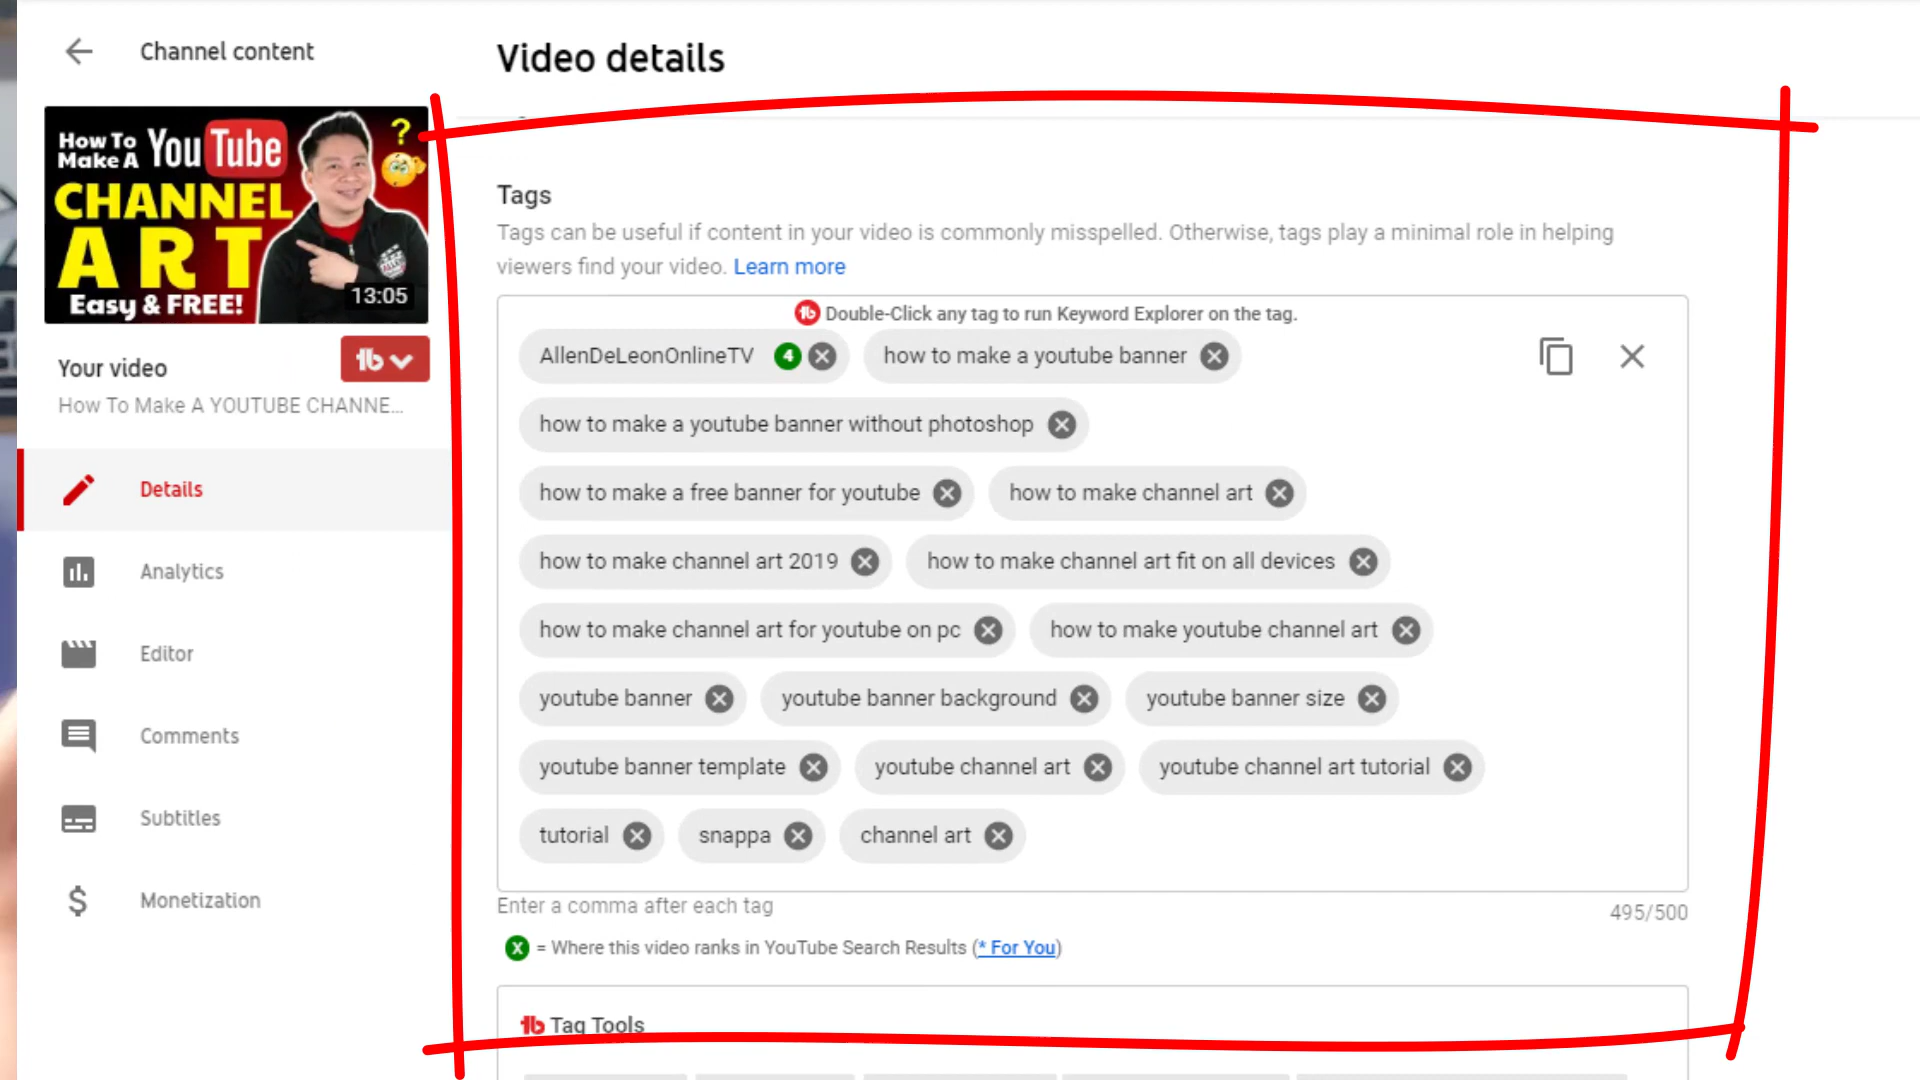 Channel content
Video details
How To
Make A YouTube
CHANNEL
ART
Easy & FREE!
?
13:05
Your video
How To Make A YOUTUBE CHANNE...
Details
Analytics
Editor
Comments
Subtitles
Monetization
Tags
Tags can be useful if content in your video is commonly misspelled. Otherwise, tags play a minimal role in helping
viewers find your video. Learn more
Double-Click any tag to run Keyword Explorer on the tag.
AllenDeLeonOnlineTV 4 how to make a youtube banner
how to make a youtube banner without photoshop
how to make a free banner for youtube how to make channel art
how to make channel art 2019 how to make channel art fit on all devices
how to make channel art for youtube on pc how to make youtube channel art
youtube banner youtube banner background youtube banner size
youtube banner template youtube channel art youtube channel art tutorial
tutorial snappa channel art
Enter a comma after each tag
495/500
X = Where this video ranks in YouTube Search Results (* For You)
Tag Tools